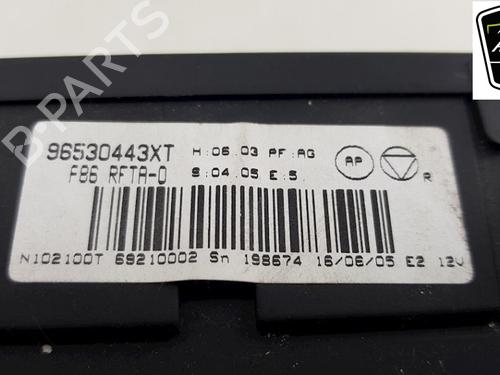 B-PARTS
96530443XT H:06.03 PF:AG AP
F86 RFTA-0 S:04.05 E:5. R
N102100T 69210002 Sn 198674 16/06/05 E2 12V